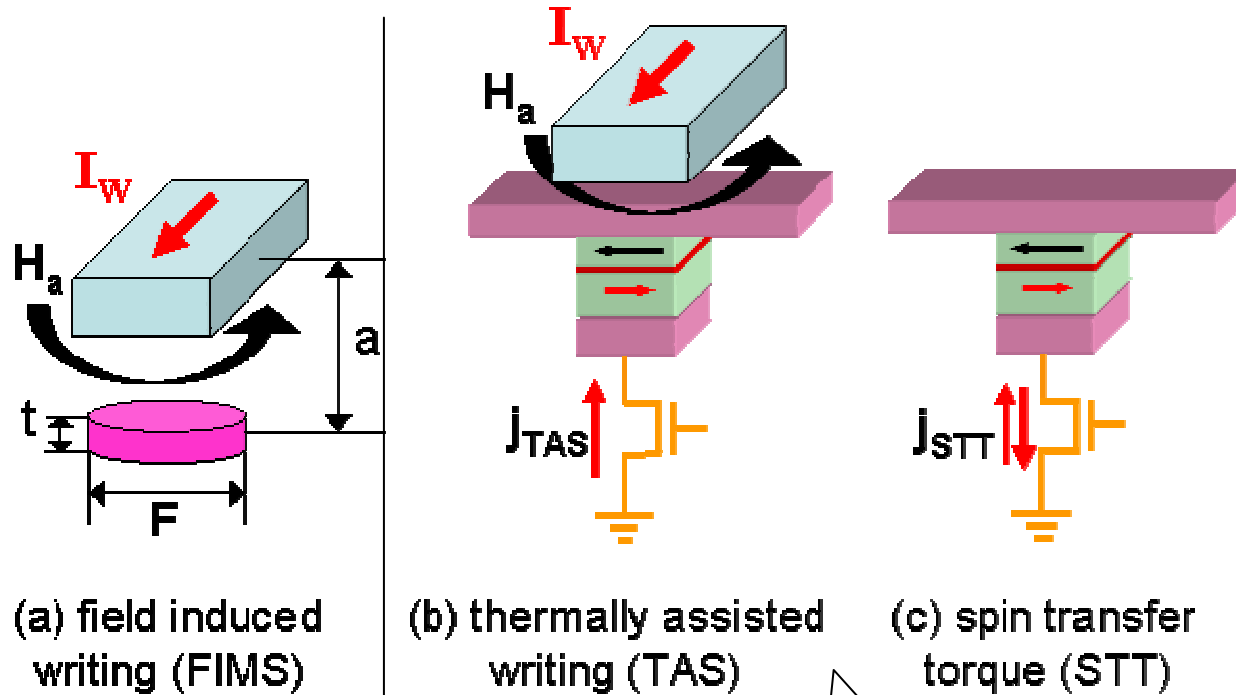 I_W
H_a
a
t
F
(a) field induced
writing (FIMS)
I_W
H_a
j_TAS
(b) thermally assisted
writing (TAS)
j_STT
(c) spin transfer
torque (STT)